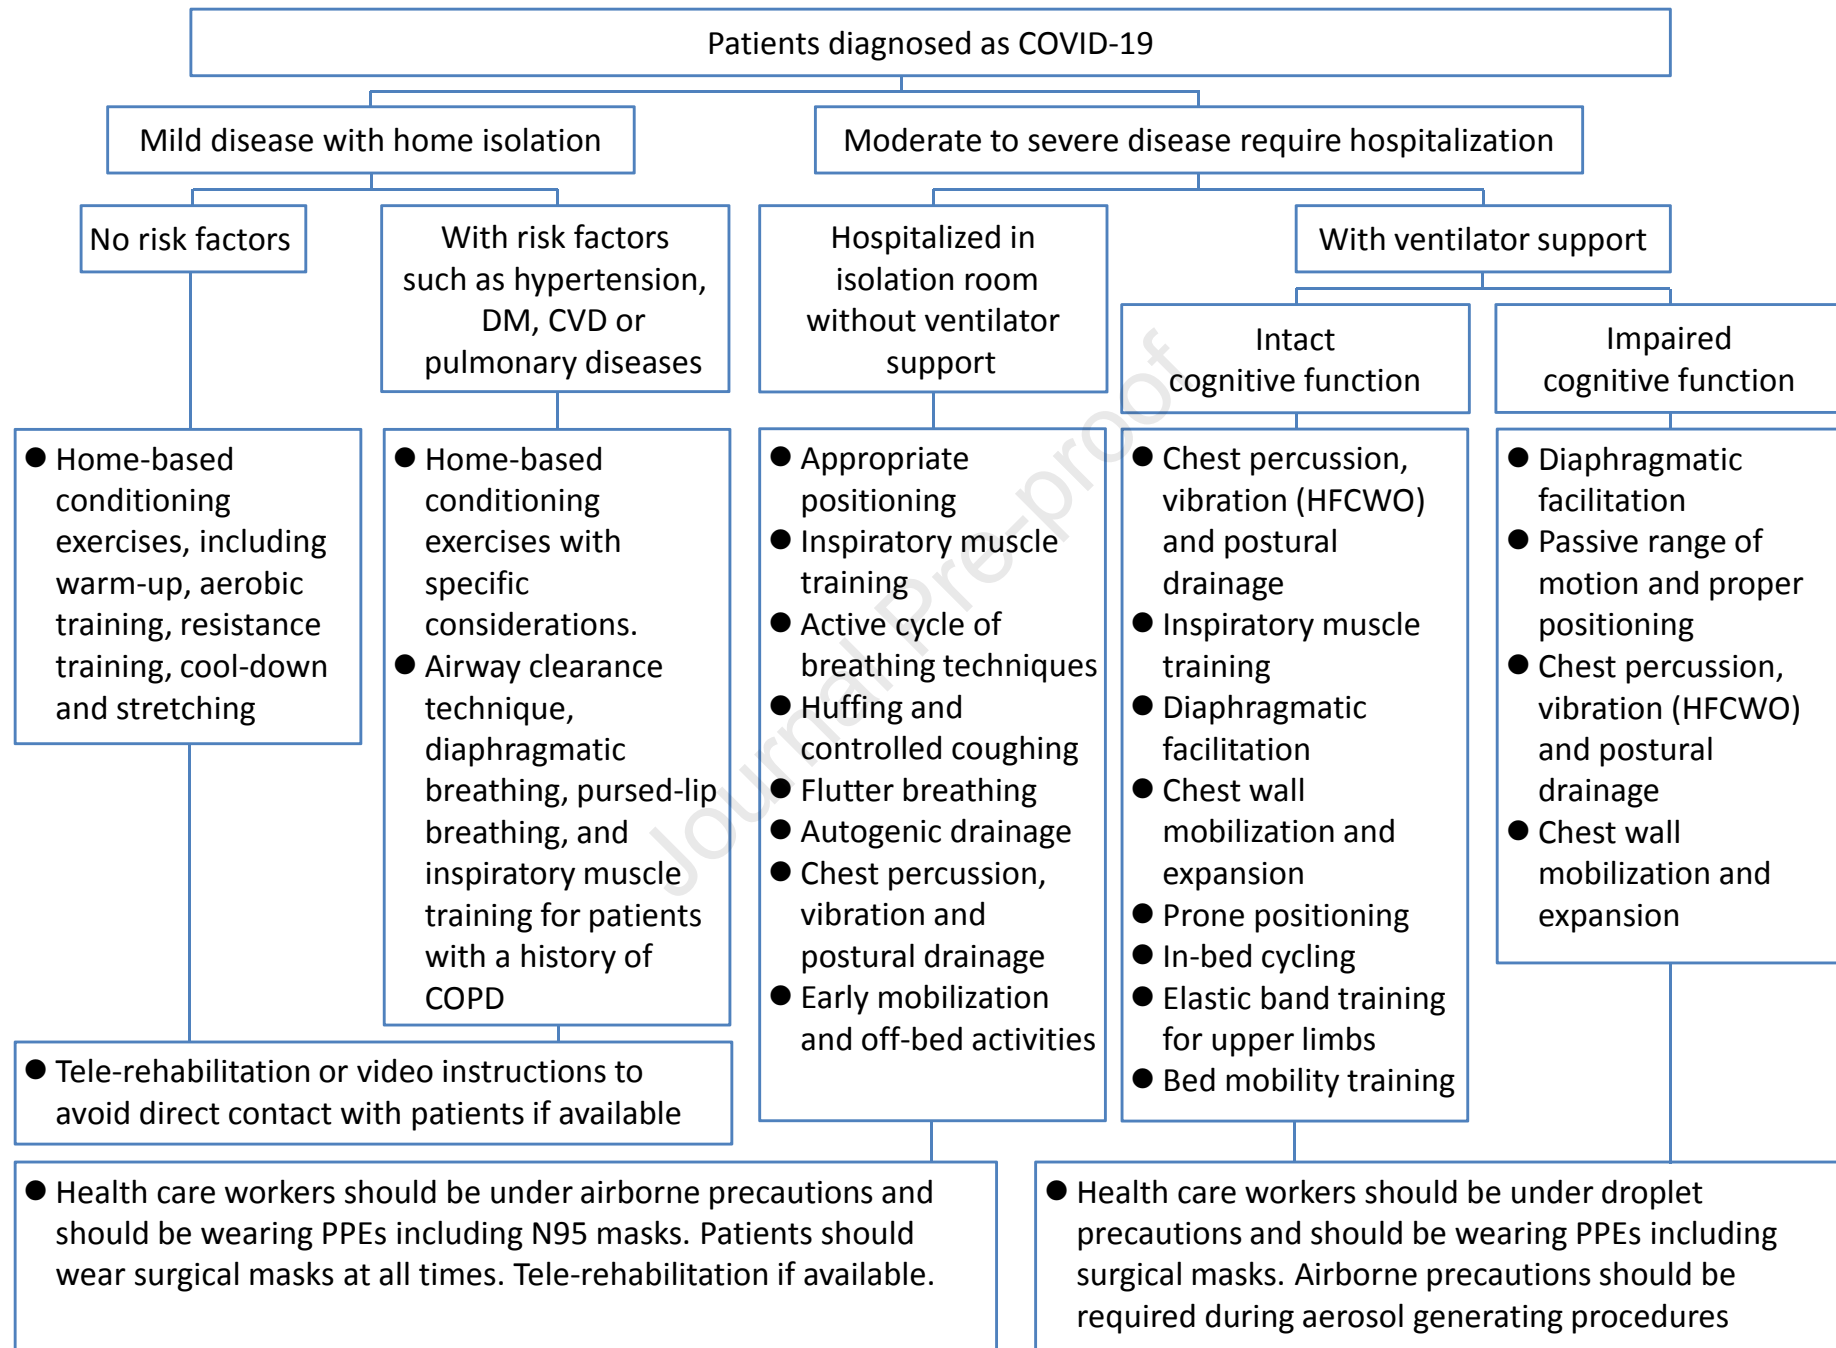 Patients diagnosed as COVID-19
Mild disease with home isolation
Moderate to severe disease require hospitalization
No risk factors
With risk factors
such as hypertension,
DM, CVD or
pulmonary diseases
Hospitalized in
isolation room
without ventilator
support
With ventilator support
Intact
cognitive function
Impaired
cognitive function
● Home-based
conditioning
exercises, including
warm-up, aerobic
training, resistance
training, cool-down
and stretching
● Home-based
conditioning
exercises with
specific
considerations.
● Airway clearance
technique,
diaphragmatic
breathing, pursed-lip
breathing, and
inspiratory muscle
training for patients
with a history of
COPD
● Appropriate
positioning
● Inspiratory muscle
training
● Active cycle of
breathing techniques
● Huffing and
controlled coughing
● Flutter breathing
● Autogenic drainage
● Chest percussion,
vibration and
postural drainage
● Early mobilization
and off-bed activities
● Chest percussion,
vibration (HFCWO)
and postural
drainage
● Inspiratory muscle
training
● Diaphragmatic
facilitation
● Chest wall
mobilization and
expansion
● Prone positioning
● In-bed cycling
● Elastic band training
for upper limbs
● Bed mobility training
● Diaphragmatic
facilitation
● Passive range of
motion and proper
positioning
● Chest percussion,
vibration (HFCWO)
and postural
drainage
● Chest wall
mobilization and
expansion
● Tele-rehabilitation or video instructions to
avoid direct contact with patients if available
● Health care workers should be under airborne precautions and
should be wearing PPEs including N95 masks. Patients should
wear surgical masks at all times. Tele-rehabilitation if available.
● Health care workers should be under droplet
precautions and should be wearing PPEs including
surgical masks. Airborne precautions should be
required during aerosol generating procedures
Journal Pre-proof